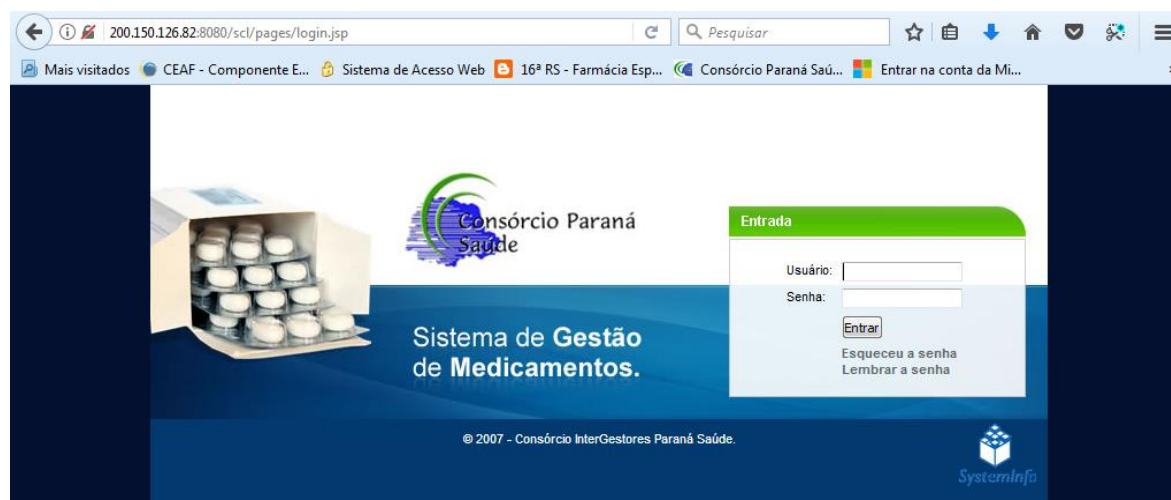 200.150.126.82:8080/scl/pages/login.jsp
Pesquisar
Mais visitados CEAF - Componente E... Sistema de Acesso Web 16ª RS - Farmácia Esp... Consórcio Paraná Saú... Entrar na conta da Mi...
Consórcio Paraná
Saúde
Entrada
Usuário:
Senha:
Entrar
Esqueceu a senha
Lembrar a senha
Sistema de Gestão
de Medicamentos.
© 2007 - Consórcio InterGestores Paraná Saúde.
SystemInfo